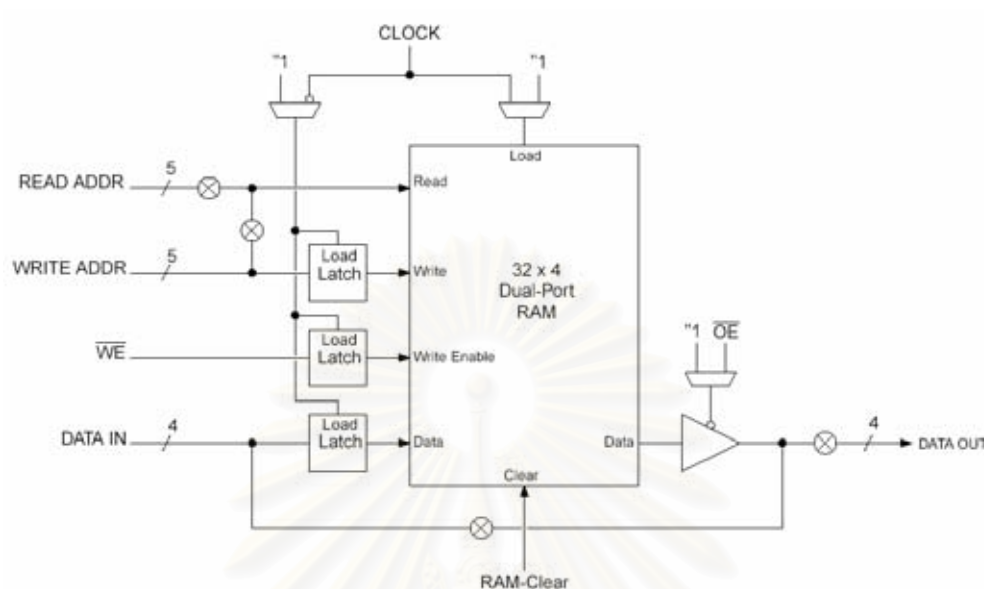 CLOCK
"1
"1
Load
READ ADDR
5
Read
WRITE ADDR
5
Load
Latch
Write
32 x 4
Dual-Port
RAM
WE
Load
Latch
Write Enable
"1
OE
DATA IN
4
Load
Latch
Data
Data
4
DATA OUT
Clear
RAM-Clear